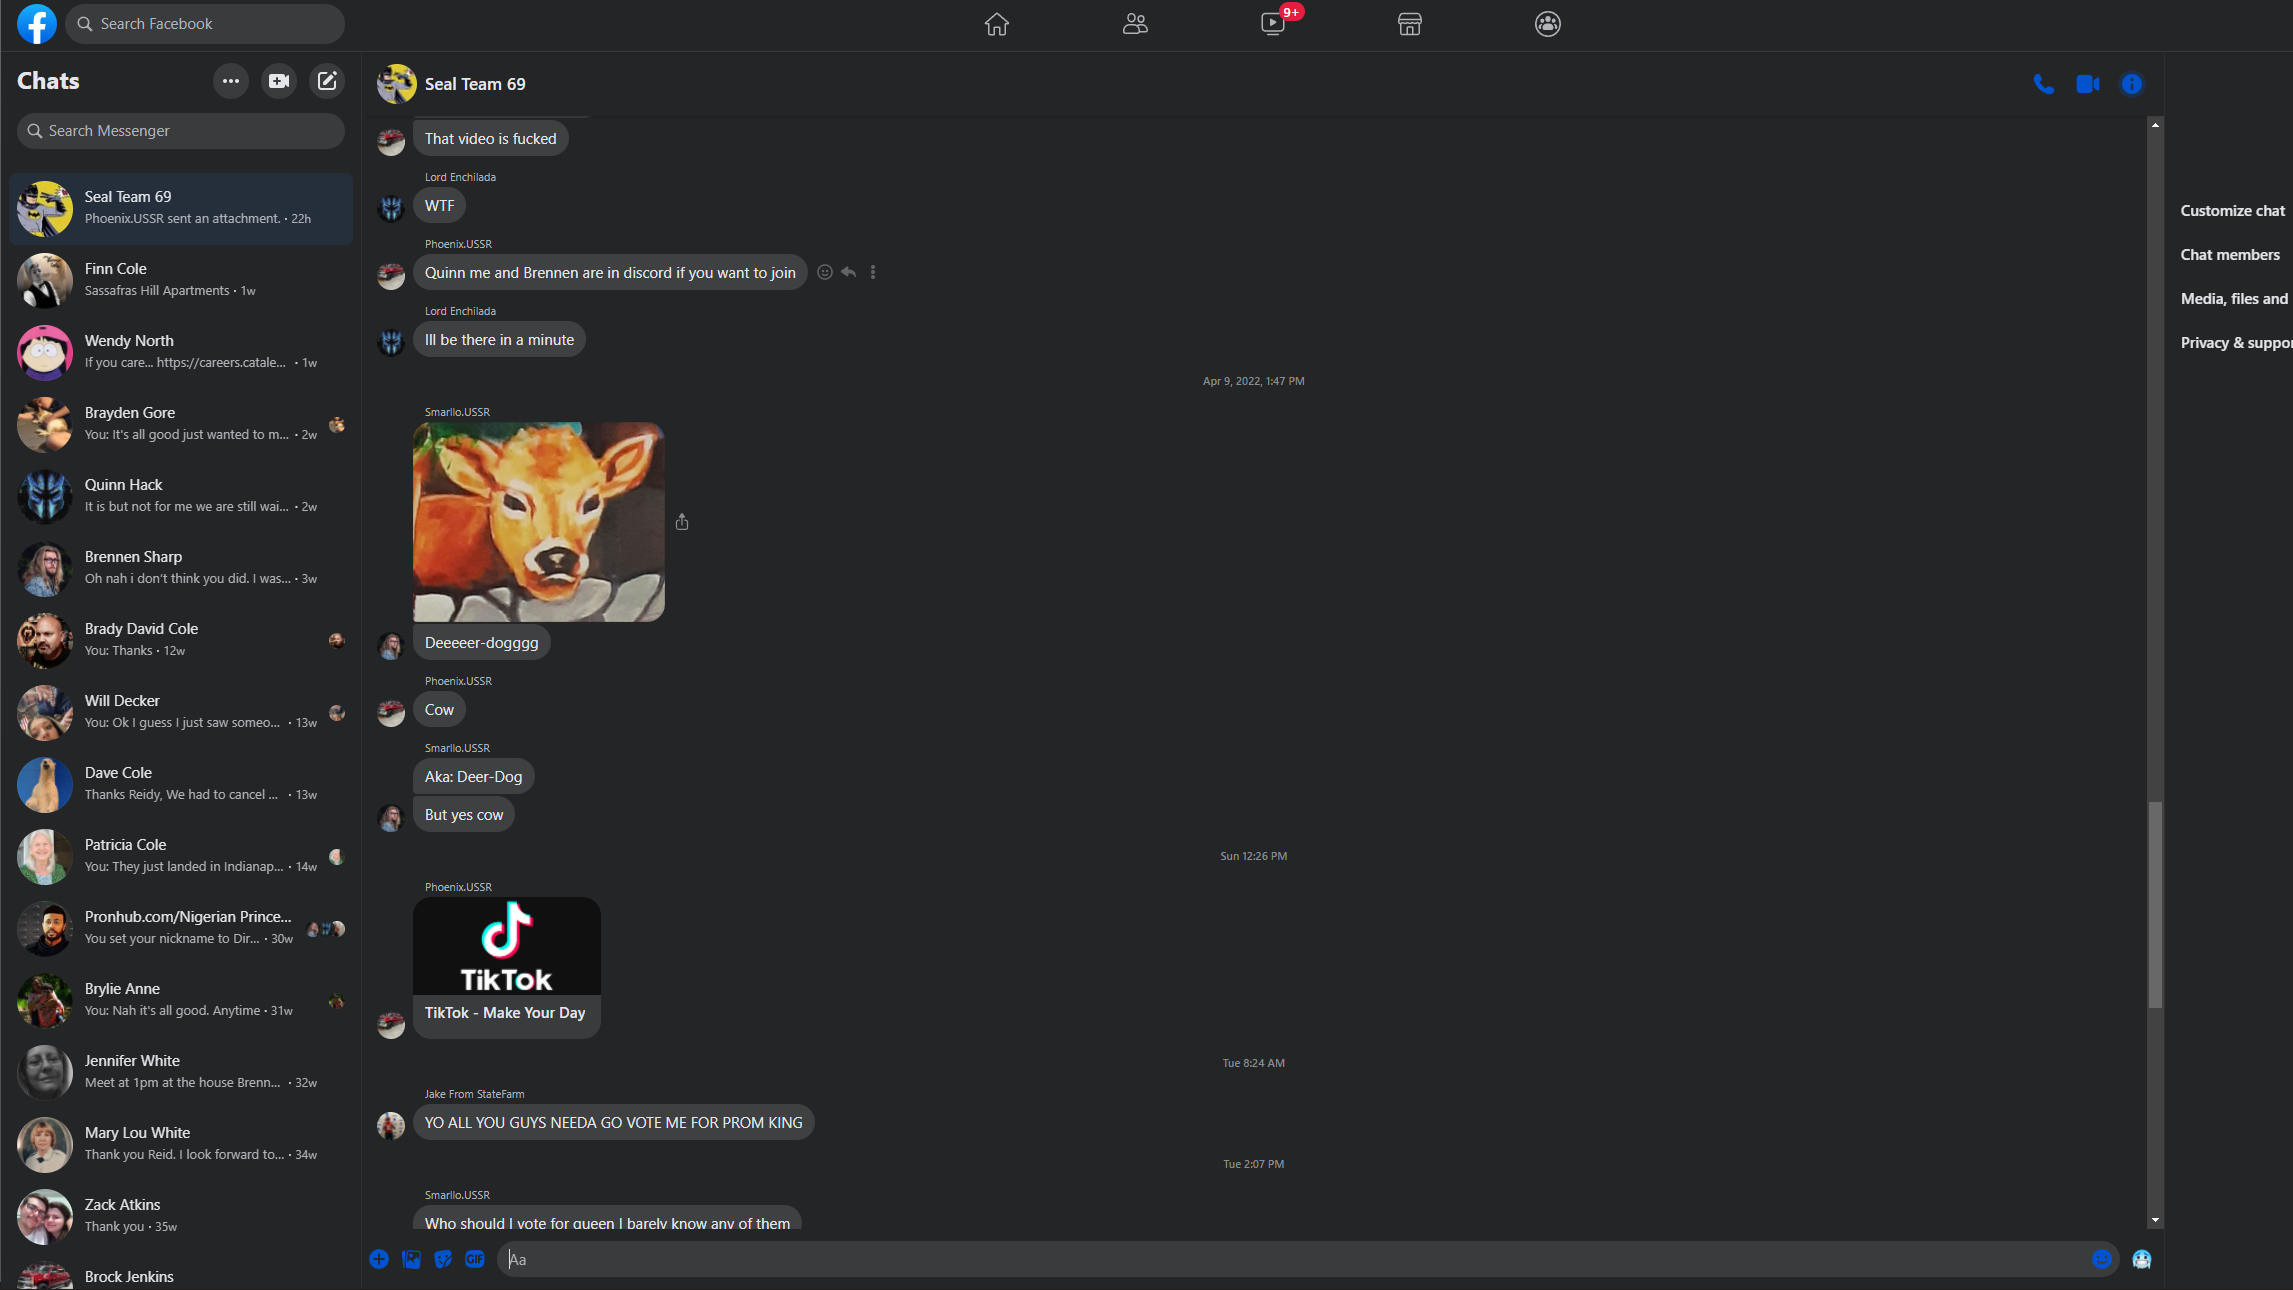 Search Facebook
9+
Chats
Search Messenger
Seal Team 69
Phoenix.USSR sent an attachment. · 22h
Finn Cole
Sassafras Hill Apartments · 1w
Wendy North
If you care... https://careers.catale... · 1w
Brayden Gore
You: It's all good just wanted to m... · 2w
Quinn Hack
It is but not for me we are still wai... · 2w
Brennen Sharp
Oh nah i don't think you did. I was... · 3w
Brady David Cole
You: Thanks · 12w
Will Decker
You: Ok I guess I just saw someo... · 13w
Dave Cole
Thanks Reidy, We had to cancel ... · 13w
Patricia Cole
You: They just landed in Indianap... · 14w
Pronhub.com/Nigerian Prince...
You set your nickname to Dir... · 30w
Brylie Anne
You: Nah it's all good. Anytime · 31w
Jennifer White
Meet at 1pm at the house Brenn... · 32w
Mary Lou White
Thank you Reid. I look forward to... · 34w
Zack Atkins
Thank you · 35w
Brock Jenkins
Seal Team 69
That video is fucked
Lord Enchilada
WTF
Phoenix.USSR
Quinn me and Brennen are in discord if you want to join
Lord Enchilada
Ill be there in a minute
Apr 9, 2022, 1:47 PM
Smarllo.USSR
Deeeeer-dogggg
Phoenix.USSR
Cow
Smarllo.USSR
Aka: Deer-Dog
But yes cow
Sun 12:26 PM
Phoenix.USSR
TikTok
TikTok - Make Your Day
Tue 8:24 AM
Jake From StateFarm
YO ALL YOU GUYS NEEDA GO VOTE ME FOR PROM KING
Tue 2:07 PM
Smarllo.USSR
Who should I vote for queen I barely know any of them
GIF
Aa
Customize chat
Chat members
Media, files and
Privacy & suppor